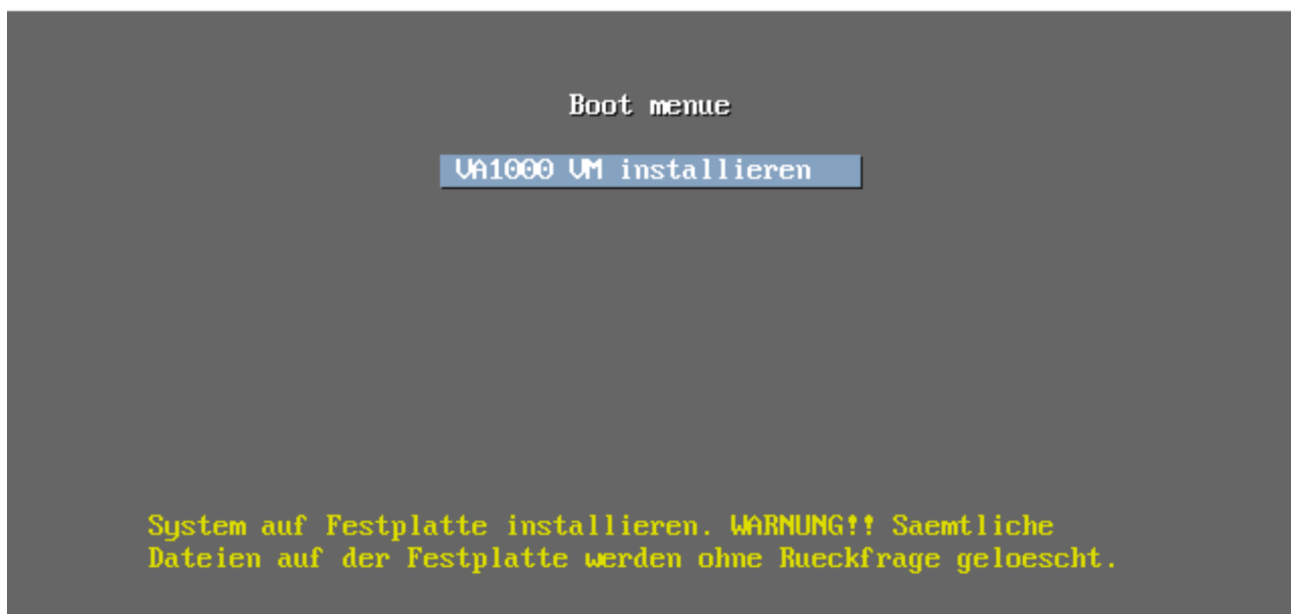 Boot menue
VA1000 VM installieren
System auf Festplatte installieren. WARNUNG!! Saemtliche
Dateien auf der Festplatte werden ohne Rueckfrage geloescht.